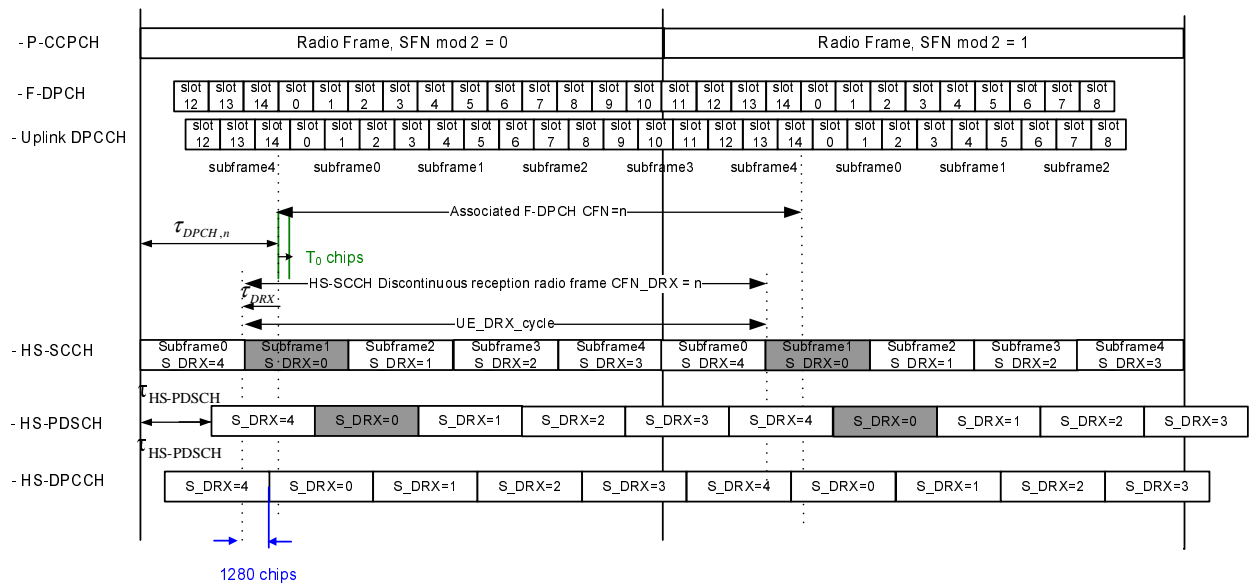 - P-CCPCH
Radio Frame, SFN mod 2 = 0
Radio Frame, SFN mod 2 = 1
- F-DPCH
slot 12 slot 13 slot 14 slot 0 slot 1 slot 2 slot 3 slot 4 slot 5 slot 6 slot 7 slot 8 slot 9 slot 10 slot 11 slot 12 slot 13 slot 14 slot 0 slot 1 slot 2 slot 3 slot 4 slot 5 slot 6 slot 7 slot 8
- Uplink DPCCH
slot 12 slot 13 slot 14 slot 0 slot 1 slot 2 slot 3 slot 4 slot 5 slot 6 slot 7 slot 8 slot 9 slot 10 slot 11 slot 12 slot 13 slot 14 slot 0 slot 1 slot 2 slot 3 slot 4 slot 5 slot 6 slot 7 slot 8
subframe4 subframe0 subframe1 subframe2 subframe3 subframe4 subframe0 subframe1 subframe2
Associated F-DPCH CFN=n
τDPCH,n
T0 chips
HS-SCCH Discontinuous reception radio frame CFN_DRX = n
τDRX
UE_DRX_cycle
- HS-SCCH
Subframe0 Subframe1 Subframe2 Subframe3 Subframe4 Subframe0 Subframe1 Subframe2 Subframe3 Subframe4
S_DRX=4 S_DRX=0 S_DRX=1 S_DRX=2 S_DRX=3 S_DRX=4 S_DRX=0 S_DRX=1 S_DRX=2 S_DRX=3
τHS-PDSCH
- HS-PDSCH
S_DRX=4 S_DRX=0 S_DRX=1 S_DRX=2 S_DRX=3 S_DRX=4 S_DRX=0 S_DRX=1 S_DRX=2 S_DRX=3
τHS-PDSCH
- HS-DPCCH
S_DRX=4 S_DRX=0 S_DRX=1 S_DRX=2 S_DRX=3 S_DRX=4 S_DRX=0 S_DRX=1 S_DRX=2 S_DRX=3
1280 chips